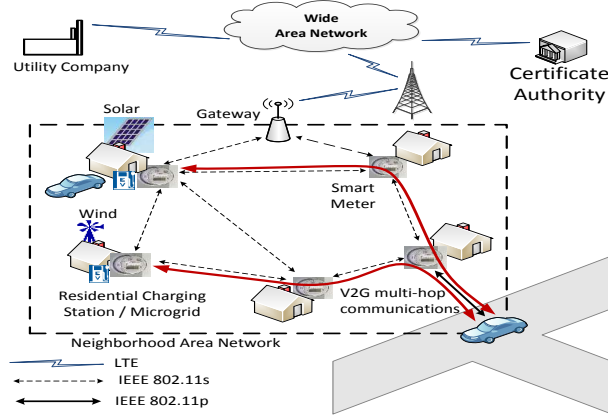 Wide
Area Network
Utility Company
Certificate
Authority
Solar
Gateway
Smart
Meter
Wind
Residential Charging
Station / Microgrid
V2G multi-hop
communications
Neighborhood Area Network
LTE
IEEE 802.11s
IEEE 802.11p